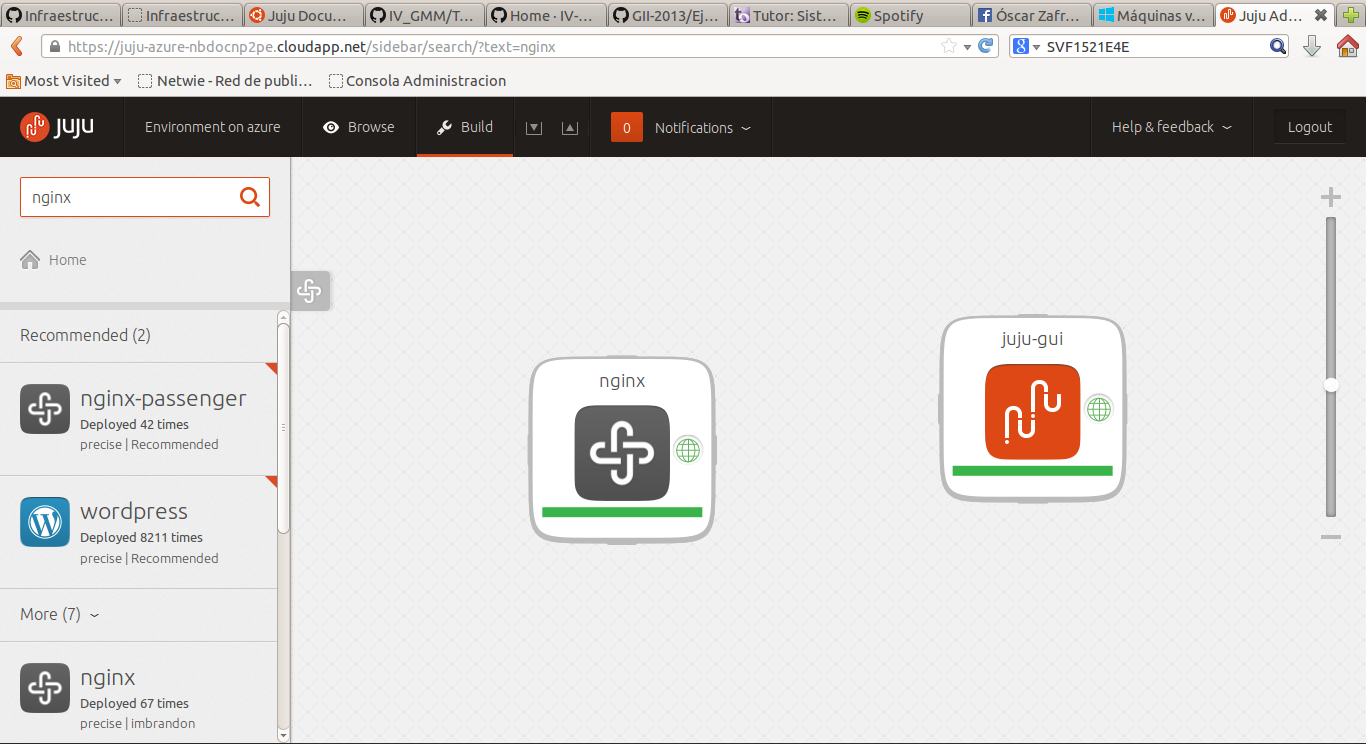 Infraestruc...
Infraestruc...
Juju Docu...
IV_GMM/T...
Home · IV-...
GII-2013/Ej...
Tutor: Sist...
Spotify
Óscar Zafr...
Máquinas v...
Juju Ad...
https://juju-azure-nbdocnp2pe.cloudapp.net/sidebar/search/?text=nginx
8
SVF1521E4E
Most Visited
Netwie - Red de publi...
Consola Administracion
juju
Environment on azure
Browse
Build
0
Notifications
Help & feedback
Logout
nginx
Home
Recommended (2)
nginx-passenger
Deployed 42 times
precise | Recommended
wordpress
Deployed 8211 times
precise | Recommended
More (7)
nginx
Deployed 67 times
precise | imbrandon
nginx
juju-gui